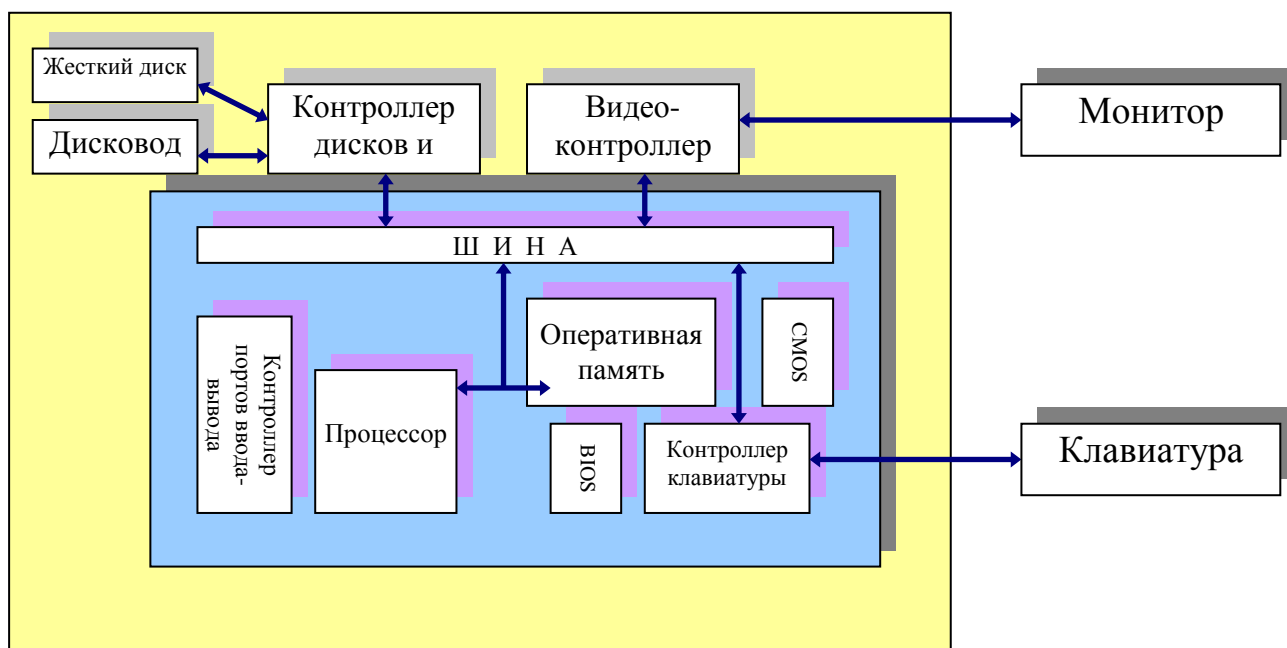 Жесткий диск
Дисковод
Контроллер
дисков и
Видео-
контроллер
Монитор
Ш И Н А
Контроллер
портов ввода-
вывода
Процессор
Оперативная
память
CMOS
BIOS
Контроллер
клавиатуры
Клавиатура